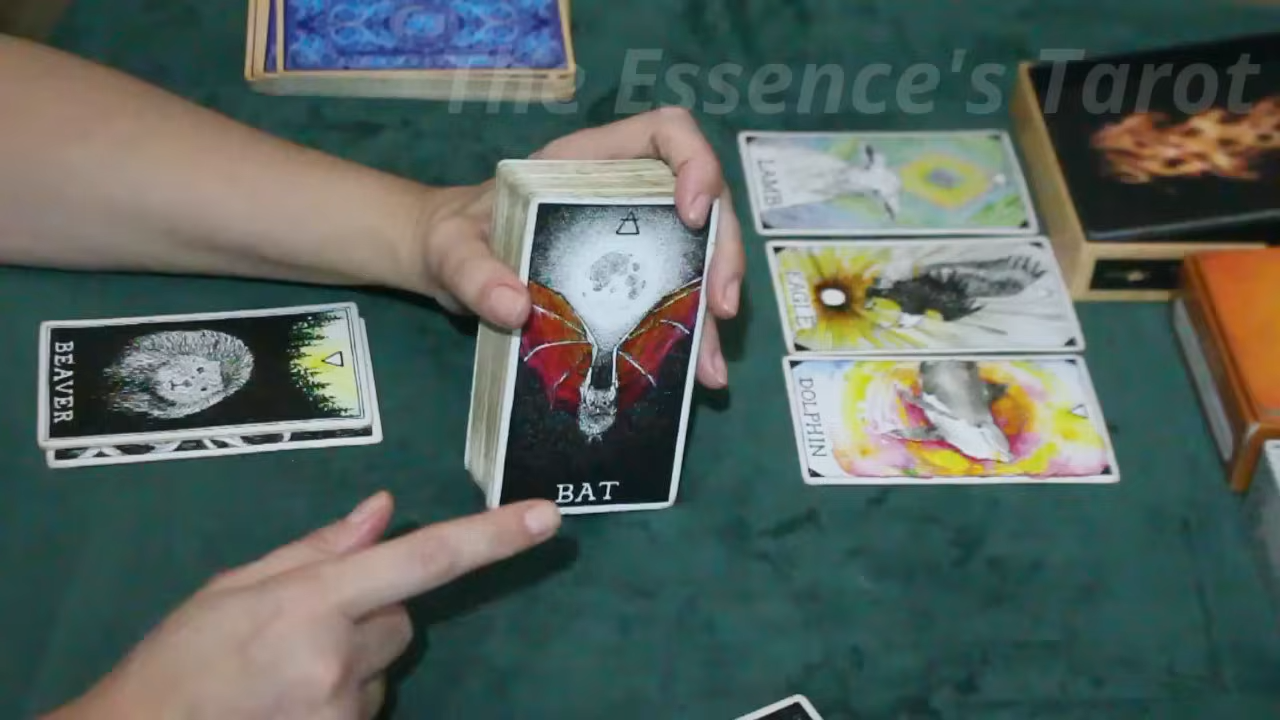 The Essence's Tarot
LAMB
EAGLE
DOLPHIN
BEAVER
BAT